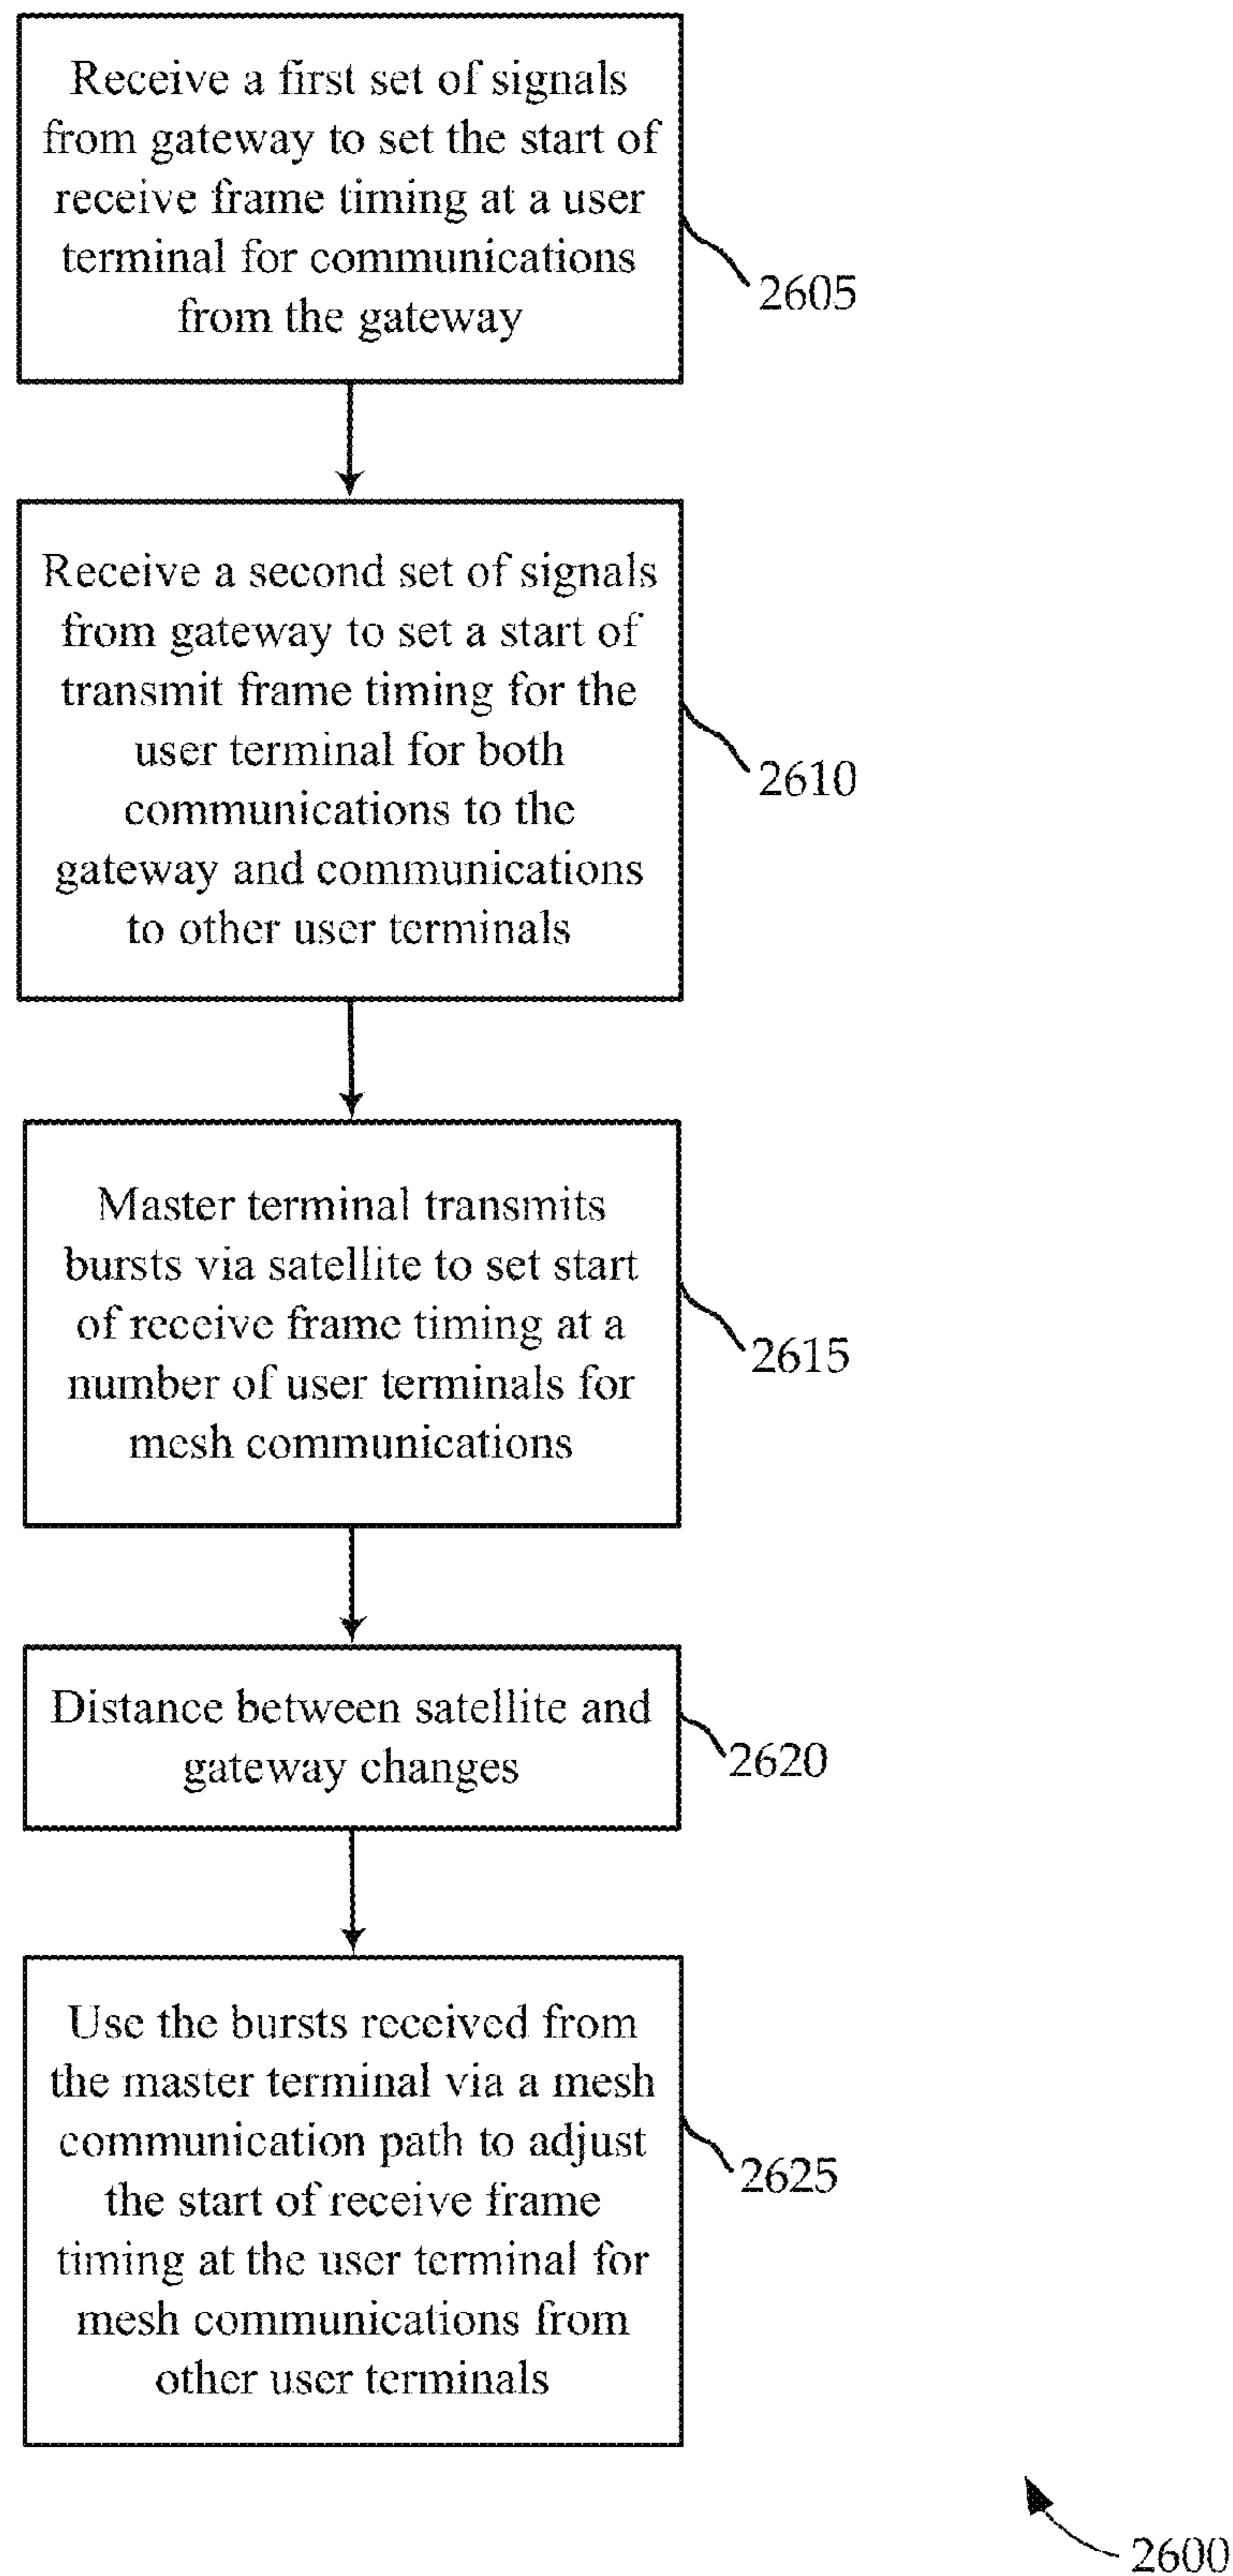 Receive a first set of signals
from gateway to set the start of
receive frame timing at a user
terminal for communications
from the gateway
2605
Receive a second set of signals
from gateway to set a start of
transmit frame timing for the
user terminal for both
communications to the
gateway and communications
to other user terminals
2610
Master terminal transmits
bursts via satellite to set start
of receive frame timing at a
number of user terminals for
mesh communications
2615
Distance between satellite and
gateway changes
2620
Use the bursts received from
the master terminal via a mesh
communication path to adjust
the start of receive frame
timing at the user terminal for
mesh communications from
other user terminals
2625
2600